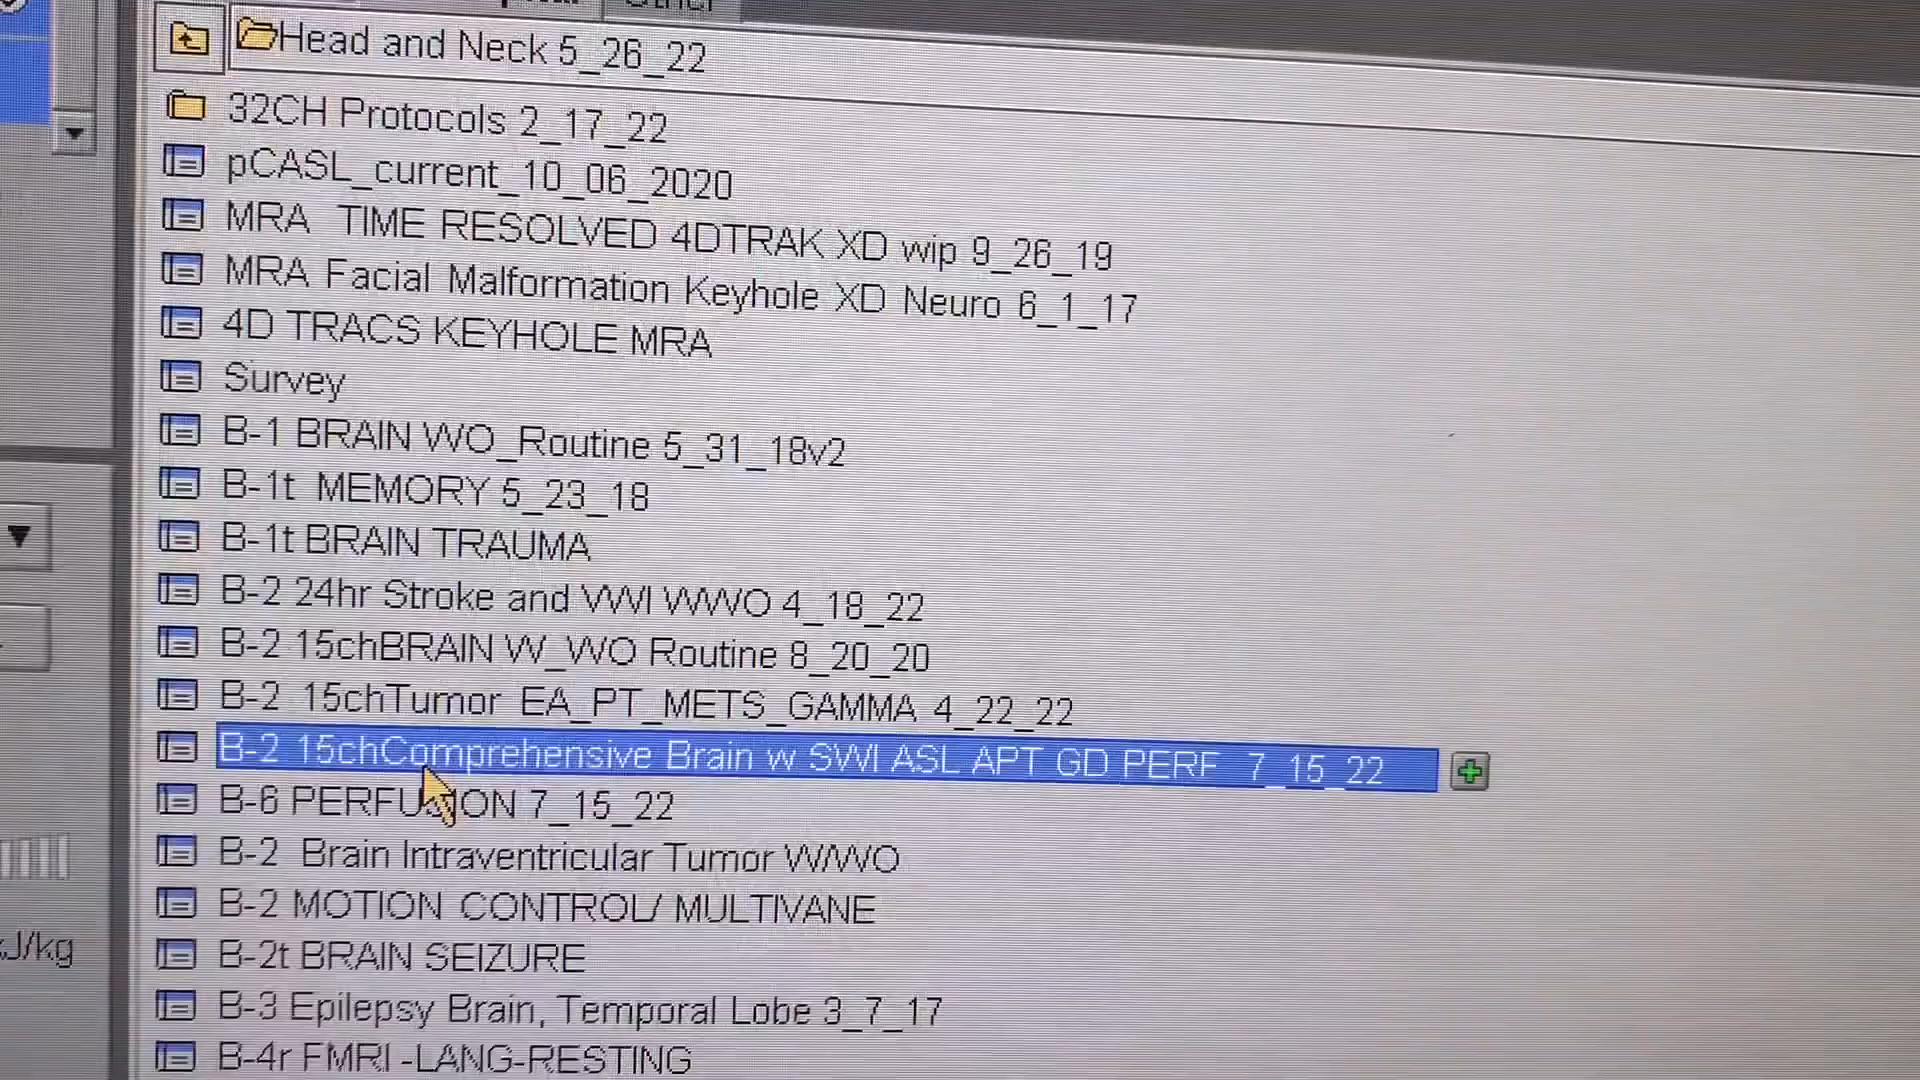 Head and Neck 5_26_22
32CH Protocols 2_17_22
pCASL_current_10_06_2020
MRA TIME RESOLVED 4DTRAK XD wip 9_26_19
MRA Facial Malformation Keyhole XD Neuro 6_1_17
4D TRACS KEYHOLE MRA
Survey
B-1 BRAIN WO_Routine 5_31_18v2
B-1t MEMORY 5_23_18
B-1t BRAIN TRAUMA
B-2 24hr Stroke and VWI WWO 4_18_22
B-2 15chBRAIN W_WO Routine 8_20_20
B-2 15chTumor EA_PT_METS_GAMMA 4_22_22
B-2 15chComprehensive Brain w SWI ASL APT GD PERF 7_15_22
B-6 PERFUSION 7_15_22
B-2 Brain Intraventricular Tumor W/WO
B-2 MOTION CONTROL/ MULTIVANE
J/kg
B-2t BRAIN SEIZURE
B-3 Epilepsy Brain, Temporal Lobe 3_7_17
B-4r FMRI -LANG-RESTING